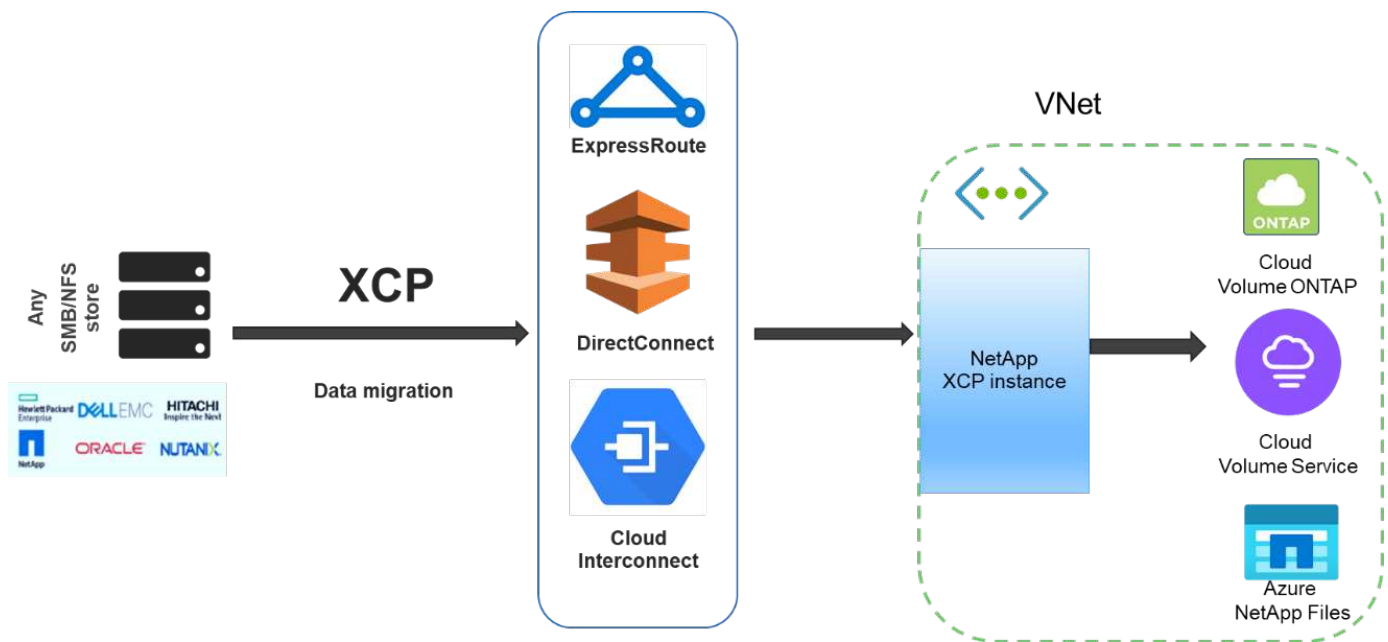 Any
SMB/NFS
store
Hewlett Packard
Enterprise
DELLEMC
HITACHI
Inspire the Next
NetApp
ORACLE
NUTANIX
XCP
Data migration
ExpressRoute
DirectConnect
Cloud
Interconnect
VNet
NetApp
XCP instance
ONTAP
Cloud
Volume ONTAP
Cloud
Volume Service
Azure
NetApp Files